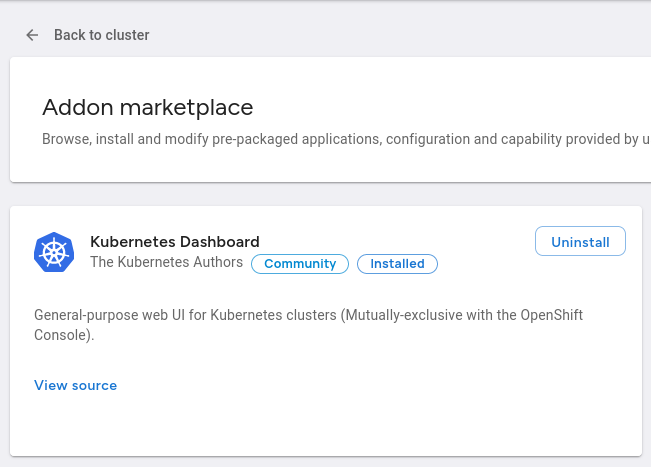 Back to cluster
Addon marketplace
Browse, install and modify pre-packaged applications, configuration and capability provided by u
Kubernetes Dashboard
Uninstall
The Kubernetes Authors Community Installed
General-purpose web UI for Kubernetes clusters (Mutually-exclusive with the OpenShift
Console).
View source